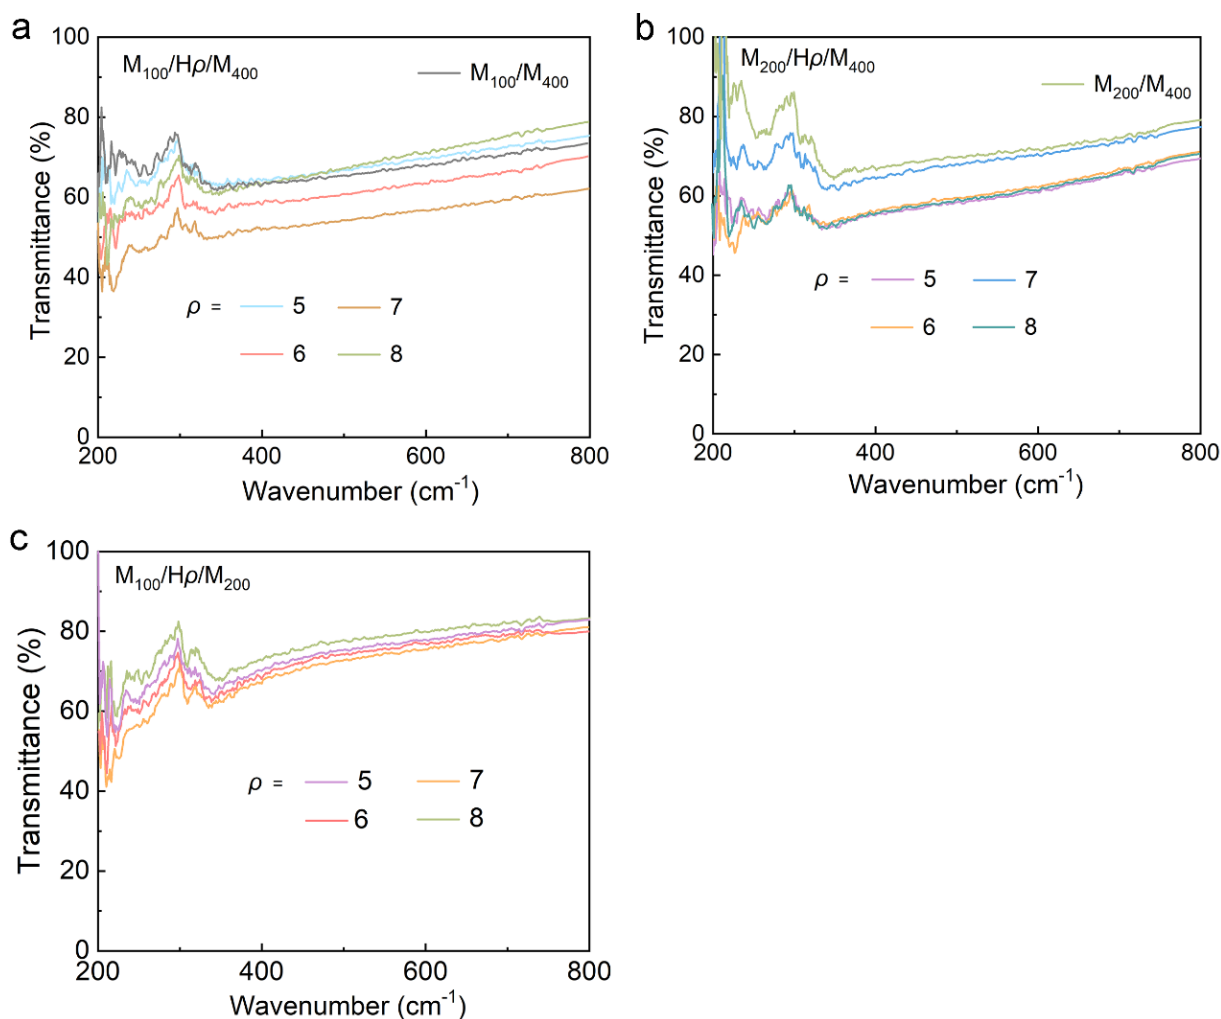 a
M₁₀₀/Hρ/M₄₀₀
M₁₀₀/M₄₀₀
Transmittance (%)
100
80
60
40
20
0
ρ = 5 7
6 8
200 400 600 800
Wavenumber (cm⁻¹)
b
M₂₀₀/Hρ/M₄₀₀
M₂₀₀/M₄₀₀
Transmittance (%)
100
80
60
40
20
0
ρ = 5 7
6 8
200 400 600 800
Wavenumber (cm⁻¹)
c
M₁₀₀/Hρ/M₂₀₀
Transmittance (%)
100
80
60
40
20
0
ρ = 5 7
6 8
200 400 600 800
Wavenumber (cm⁻¹)